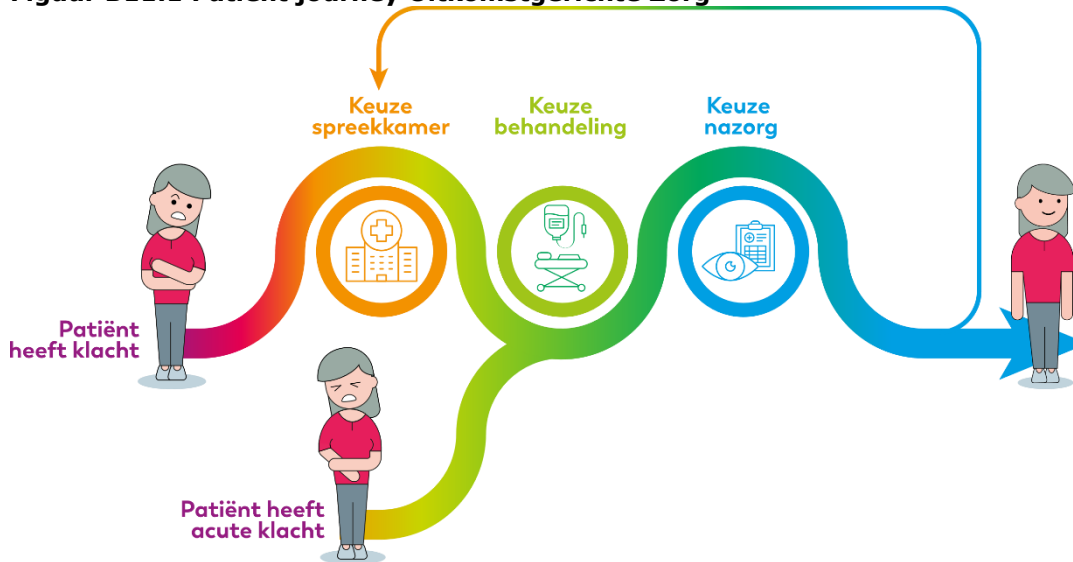 Keuze
spreekkamer
Keuze
behandeling
Keuze
nazorg
Patiënt
heeft klacht
Patiënt heeft
acute klacht